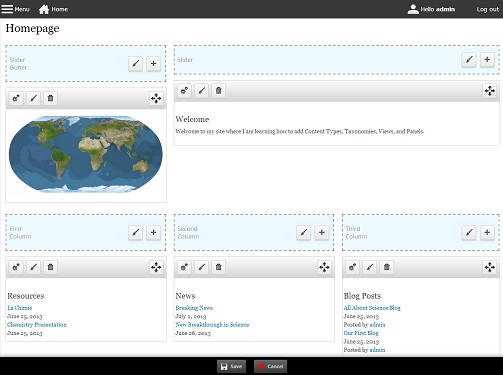 Menu Home Hello admin Log out
Homepage
Slider
Gutter
Slider
Welcome
Welcome to my site where I am learning how to add Content Types, Taxonomies, Views, and Panels.
First
Column
Second
Column
Third
Column
Resources
La Chimie
June 25, 2013
Chemistry Presentation
June 25, 2013
News
Breaking News
July 2, 2013
New Breakthrough in Science
June 26, 2013
Blog Posts
All About Science Blog
June 25, 2013
Posted by admin
Our First Blog
June 25, 2013
Posted by admin
Save Cancel